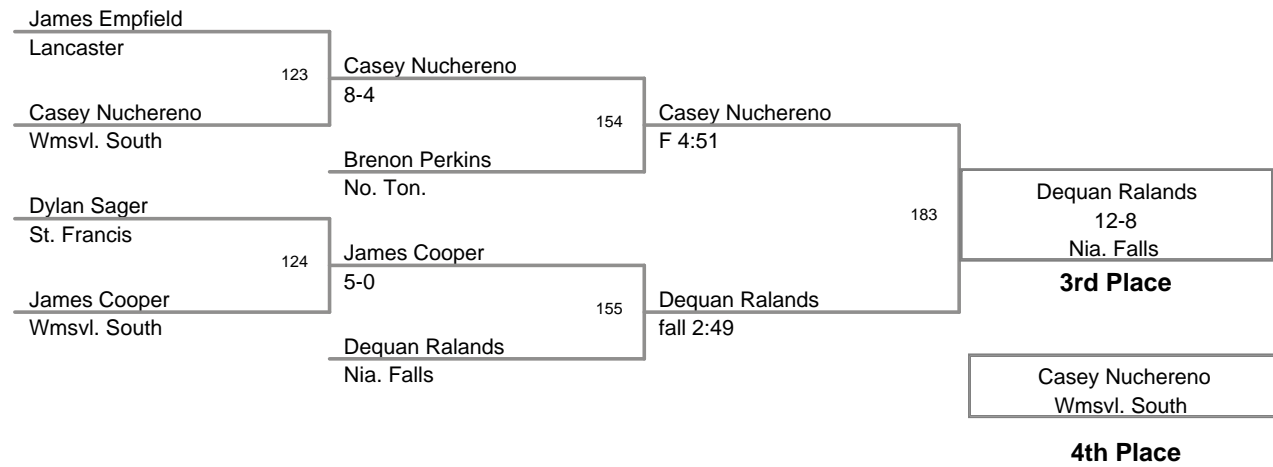 James Empfield
Lancaster
123
Casey Nuchereno
Wmsvl. South
Casey Nuchereno
8-4
154
Brenon Perkins
No. Ton.
Casey Nuchereno
F 4:51
Dylan Sager
St. Francis
124
James Cooper
Wmsvl. South
James Cooper
5-0
155
Dequan Ralands
Nia. Falls
Dequan Ralands
fall 2:49
183
Dequan Ralands
12-8
Nia. Falls
3rd Place
Casey Nuchereno
Wmsvl. South
4th Place